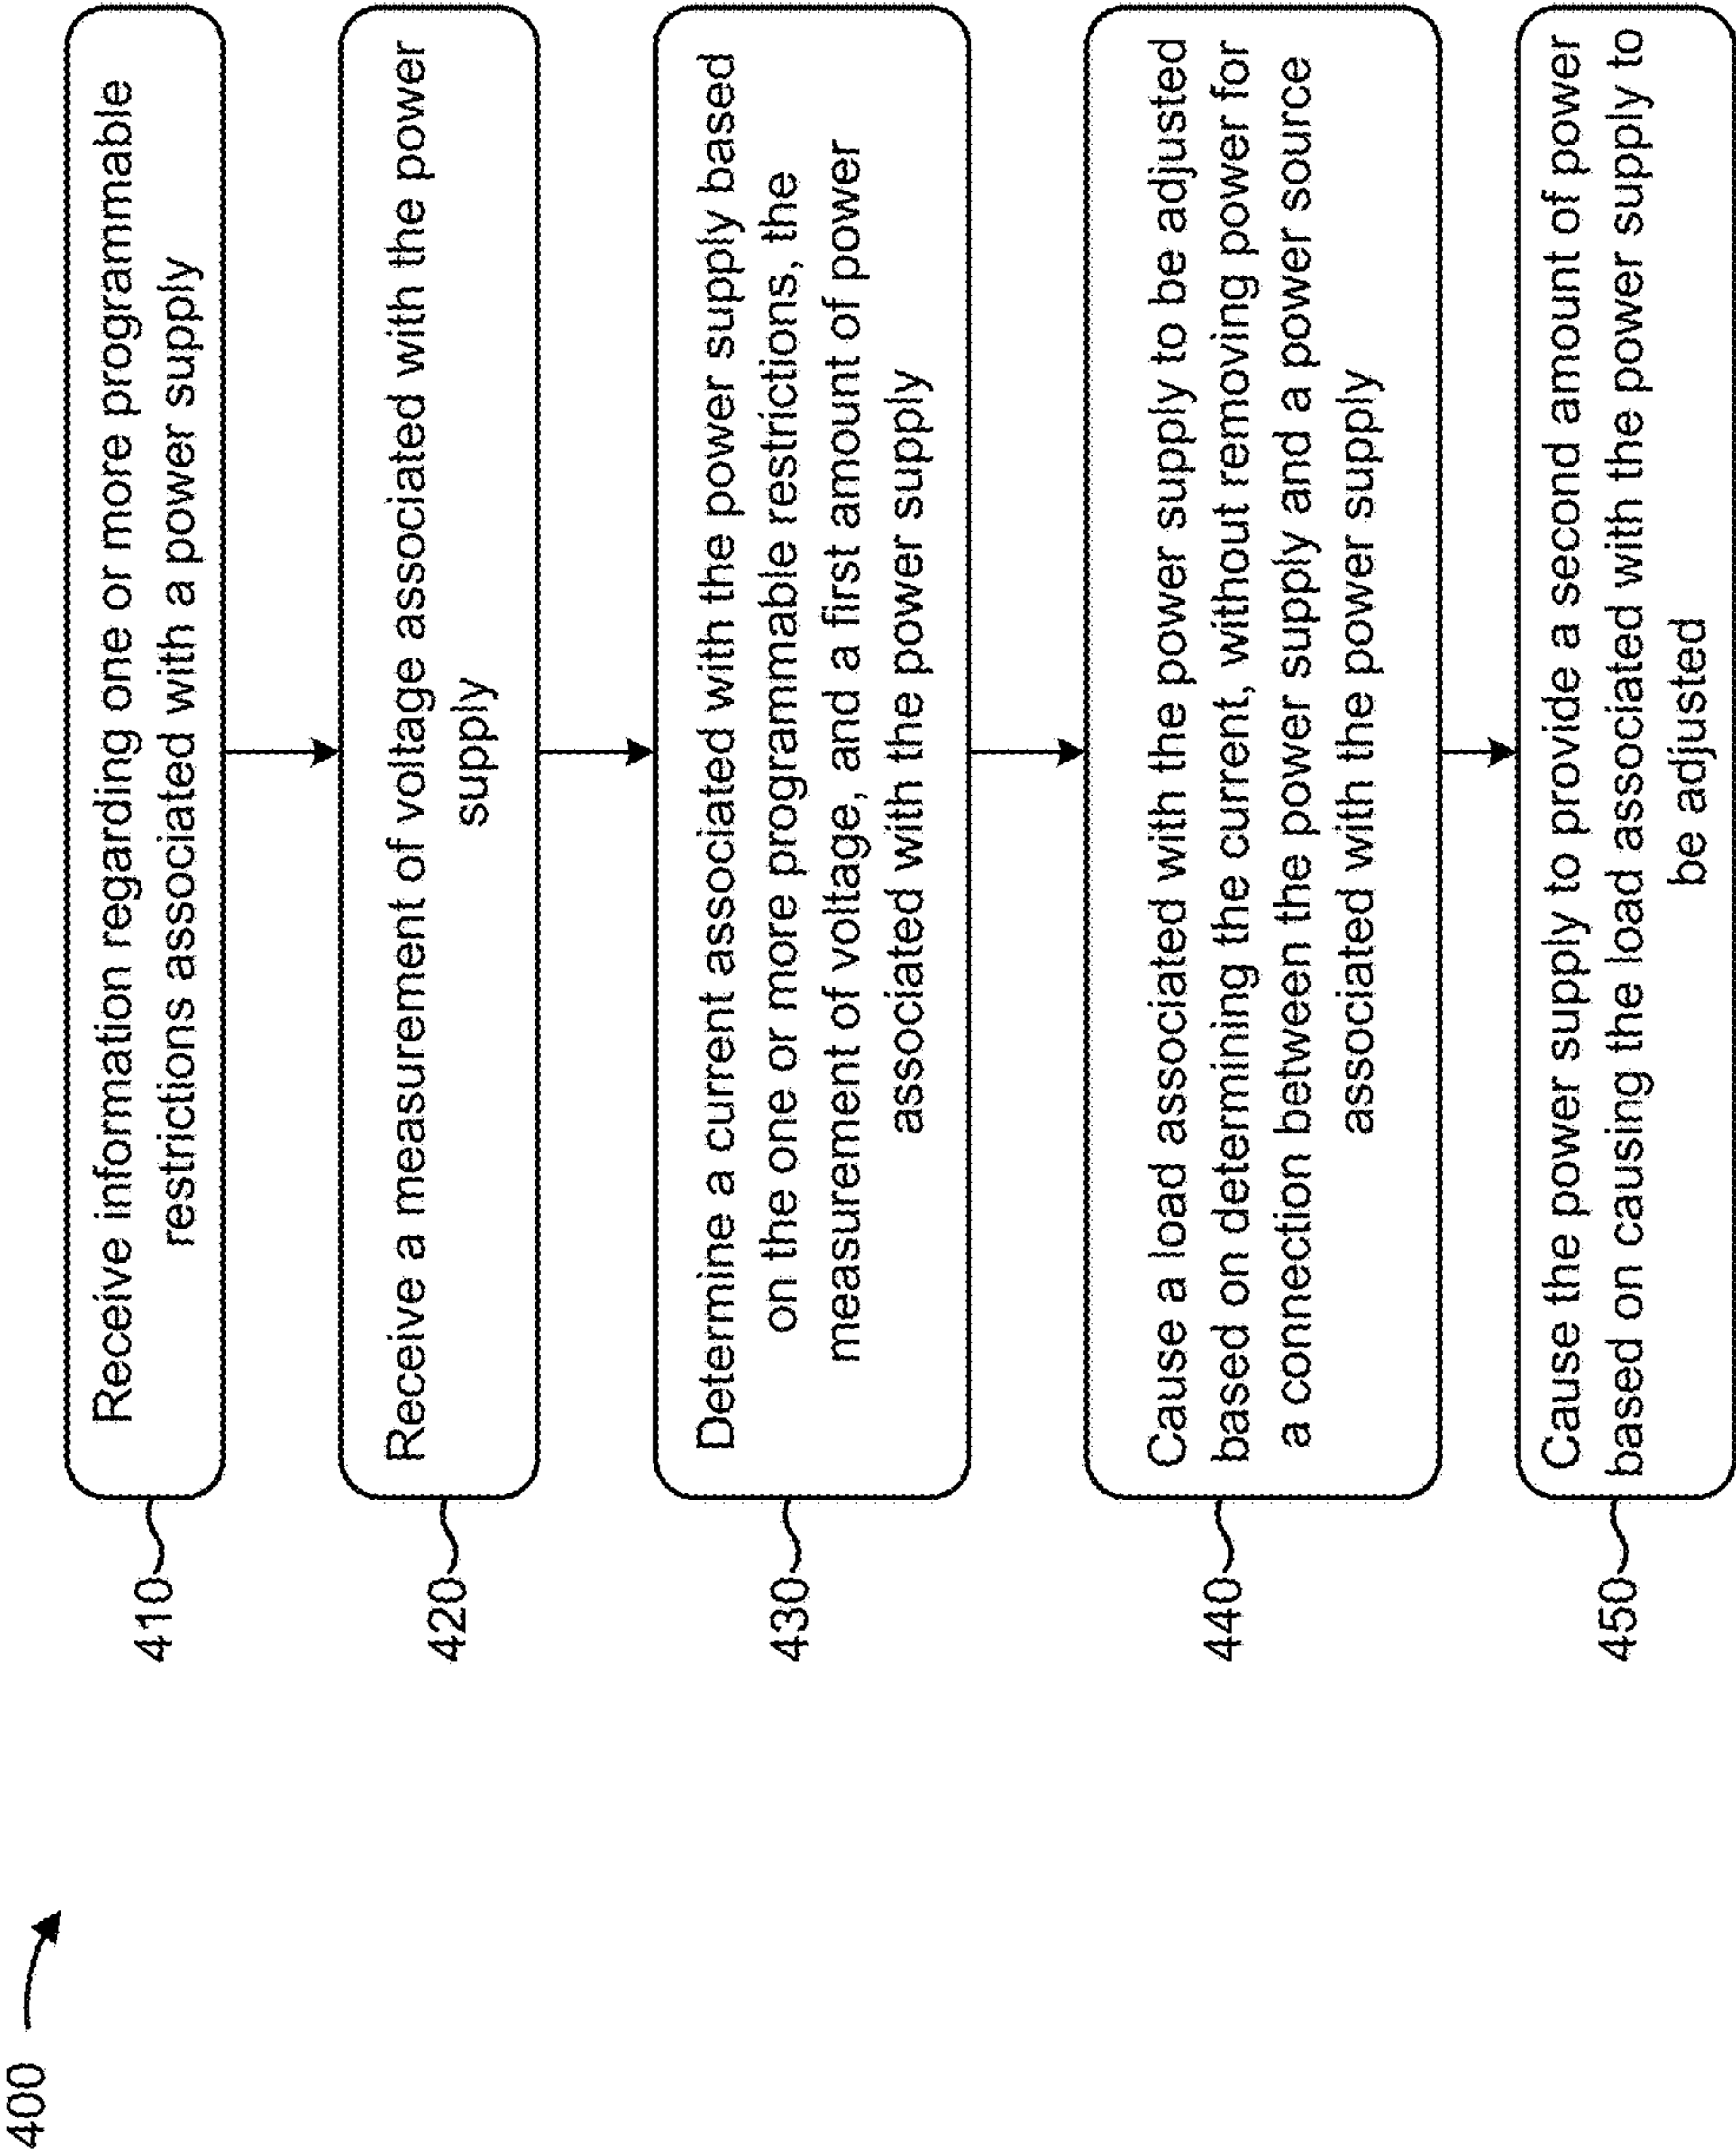 400
410
Receive information regarding one or more programmable
restrictions associated with a power supply
420
Receive a measurement of voltage associated with the power
supply
430
Determine a current associated with the power supply based
on the one or more programmable restrictions, the
measurement of voltage, and a first amount of power
associated with the power supply
440
Cause a load associated with the power supply to be adjusted
based on determining the current, without removing power for
a connection between the power supply and a power source
associated with the power supply
450
Cause the power supply to provide a second amount of power
based on causing the load associated with the power supply to
be adjusted